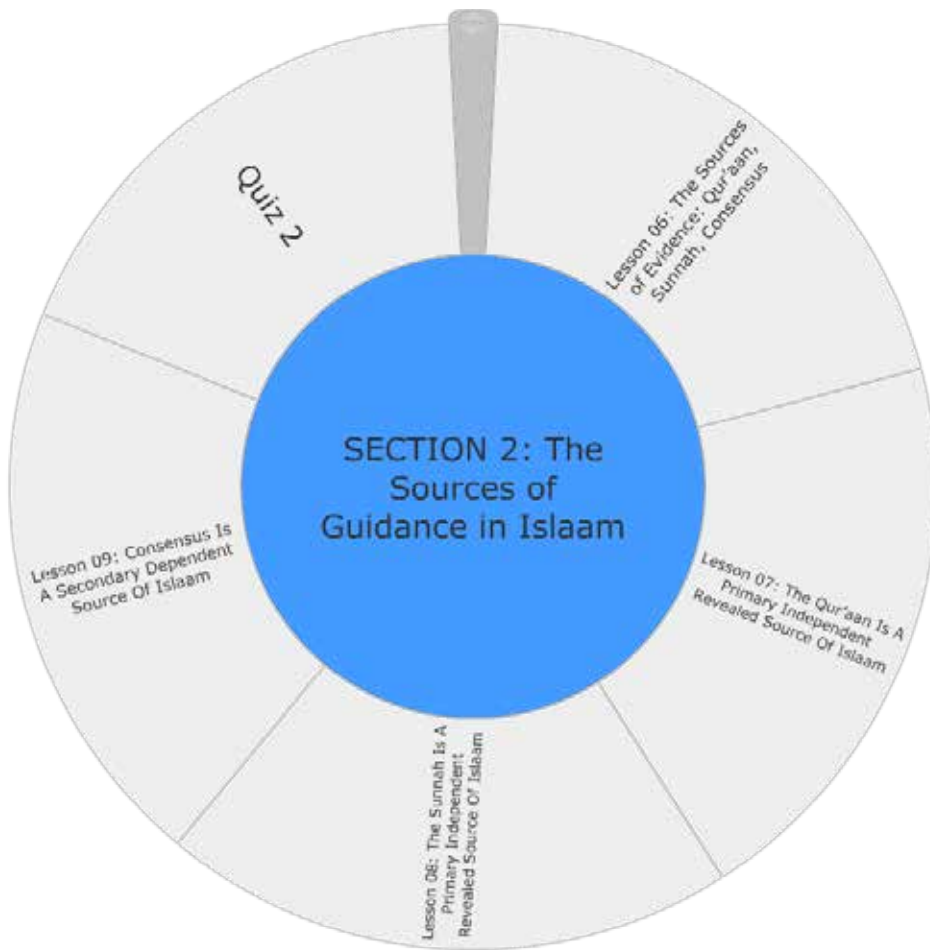 SECTION 2: The
Sources of
Guidance in Islaam
Lesson 06: The Sources
of Evidence: Qur'aan,
Sunnah, Consensus
Lesson 07: The Qur'aan Is A
Primary Independent
Revealed Source Of Islaam
Lesson 08: The Sunnah Is A
Primary Independent
Revealed Source Of Islaam
Lesson 09: Consensus Is
A Secondary Dependent
Source Of Islaam
Quiz 2